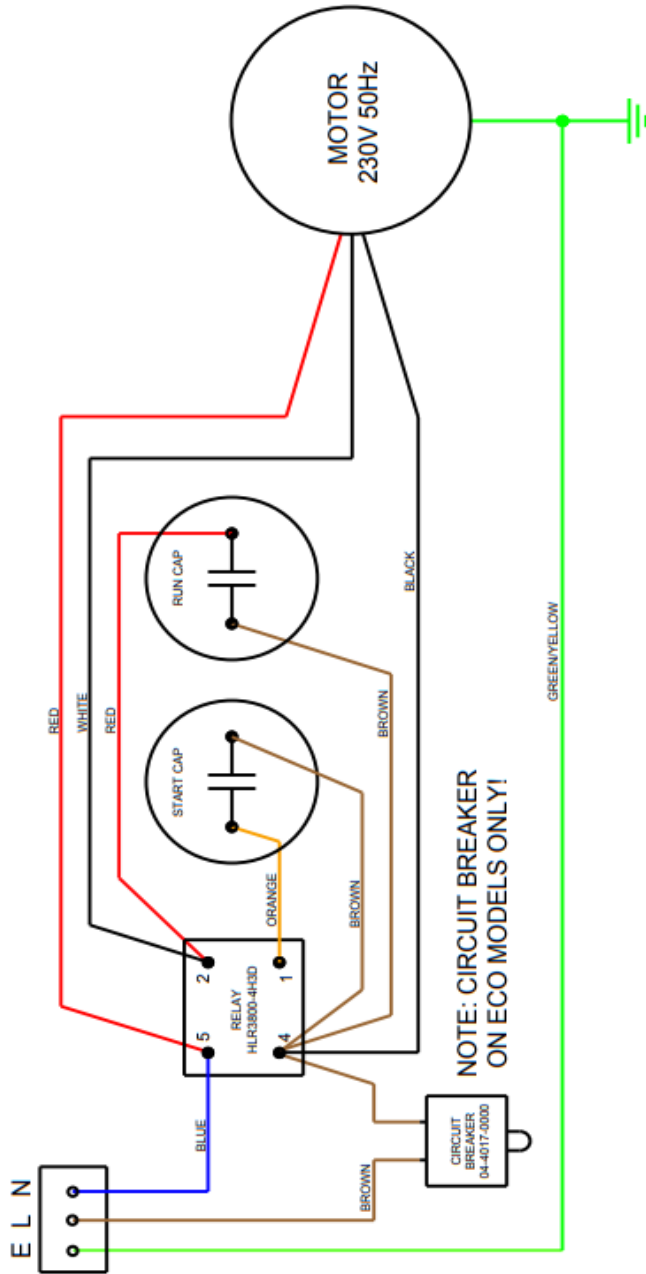 E L N
BLUE
BROWN
RED
WHITE
RED
5
2
RELAY
HLR3800-4H3D
4
1
ORANGE
BROWN
BROWN
START CAP
RUN CAP
BLACK
MOTOR
230V 50Hz
CIRCUIT
BREAKER
04-4017-0000
NOTE: CIRCUIT BREAKER
ON ECO MODELS ONLY!
GREEN/YELLOW